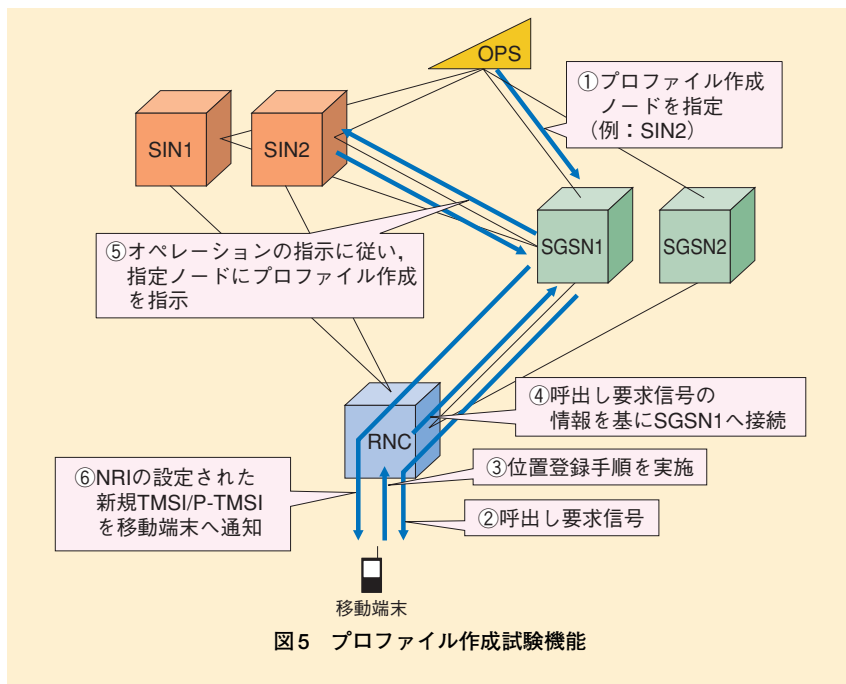 OPS
①プロファイル作成
ノードを指定
(例：SIN2)
SIN1
SIN2
SGSN1
SGSN2
⑤オペレーションの指示に従い，
指定ノードにプロファイル作成
を指示
④呼出し要求信号の
情報を基にSGSN1へ接続
RNC
③位置登録手順を実施
⑥NRIの設定された
新規TMSI/P-TMSI
を移動端末へ通知
②呼出し要求信号
移動端末
図5 プロファイル作成試験機能